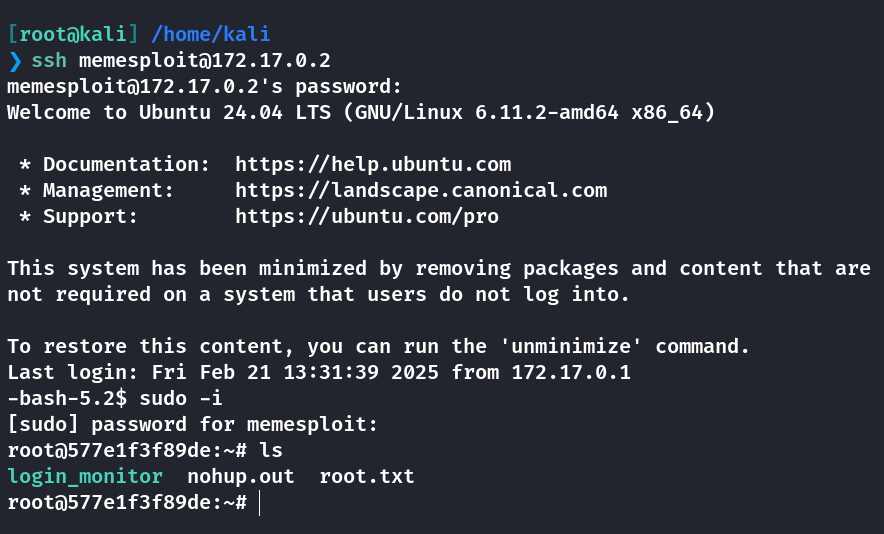 [root@kali] /home/kali
❯ ssh memesploit@172.17.0.2
memesploit@172.17.0.2's password:
Welcome to Ubuntu 24.04 LTS (GNU/Linux 6.11.2-amd64 x86_64)

 * Documentation:  https://help.ubuntu.com
 * Management:     https://landscape.canonical.com
 * Support:        https://ubuntu.com/pro

This system has been minimized by removing packages and content that are
not required on a system that users do not log into.

To restore this content, you can run the 'unminimize' command.
Last login: Fri Feb 21 13:31:39 2025 from 172.17.0.1
-bash-5.2$ sudo -i
[sudo] password for memesploit:
root@577e1f3f89de:~# ls
login_monitor  nohup.out  root.txt
root@577e1f3f89de:~#